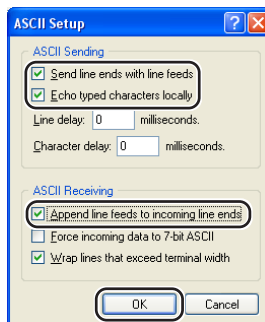 ASCII Setup
ASCII Sending
Send line ends with line feeds
Echo typed characters locally
Line delay: 0 milliseconds.
Character delay: 0 milliseconds.
ASCII Receiving
Append line feeds to incoming line ends
Force incoming data to 7-bit ASCII
Wrap lines that exceed terminal width
OK Cancel